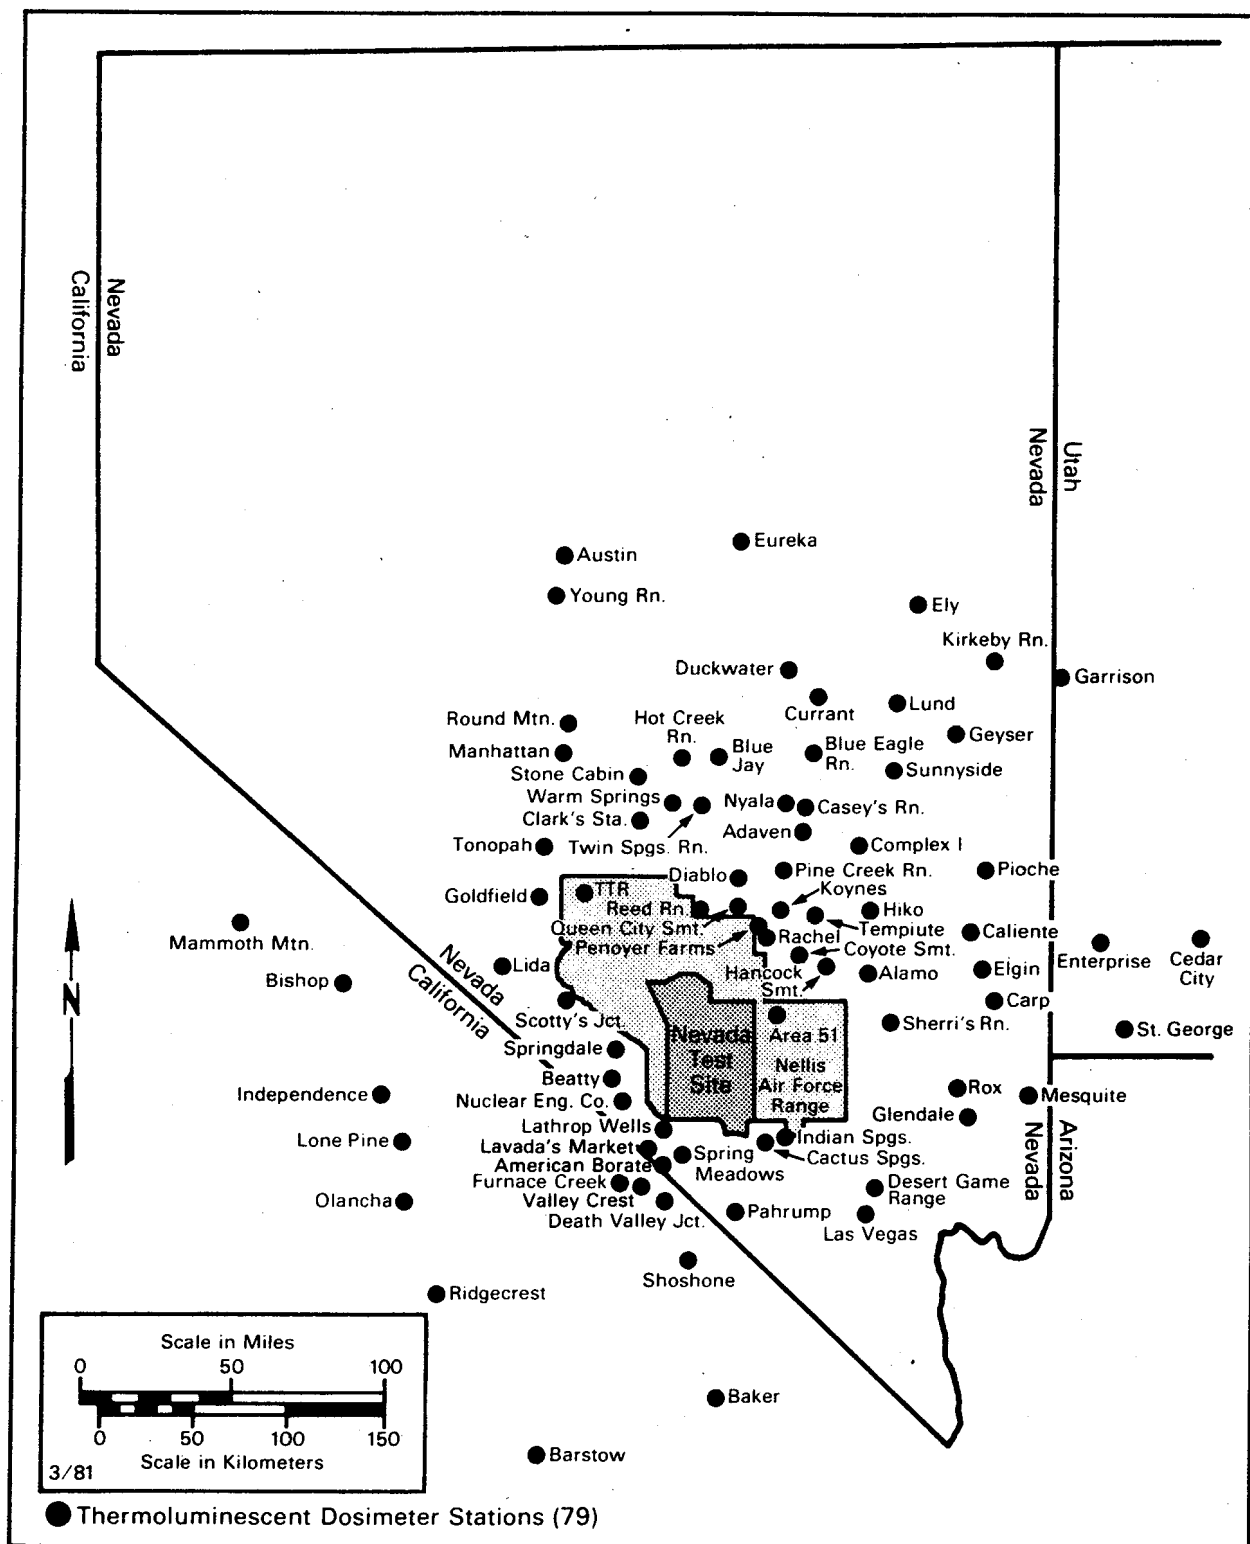 California
Nevada
Nevada
Utah
Austin
Eureka
Young Rn.
Ely
Kirkeby Rn.
Duckwater
Garrison
Currant
Lund
Round Mtn.
Hot Creek
Rn.
Geyser
Manhattan
Blue
Jay
Blue Eagle
Rn.
Stone Cabin
Sunnyside
Warm Springs
Nyala
Casey's Rn.
Clark's Sta.
Adaven
Tonopah
Twin Spgs. Rn.
Complex I
Diablo
Pine Creek Rn.
Pioche
Goldfield
TTR
Koynes
Reed Rn.
Hiko
Queen City Smt.
Tempiute
Mammoth Mtn.
Penoyer Farms
Rachel
Caliente
Coyote Smt.
Enterprise
Cedar
City
Nevada
California
Lida
Hancock
Smt.
Alamo
Elgin
Bishop
Carp
N
Scotty's Jct.
Sherri's Rn.
St. George
Nevada
Test
Site
Area 51
Springdale
Nellis
Air Force
Range
Beatty
Rox
Mesquite
Independence
Nuclear Eng. Co.
Glendale
Lathrop Wells
Indian Spgs.
Lone Pine
Lavada's Market
Spring
Meadows
Cactus Spgs.
Nevada
Arizona
American Borate
Furnace Creek
Desert Game
Range
Olancha
Valley Crest
Death Valley Jct.
Pahrump
Las Vegas
Shoshone
Ridgecrest
Scale in Miles
0 50 100
Baker
0 50 100 150
Scale in Kilometers
3/81
Barstow
Thermoluminescent Dosimeter Stations (79)